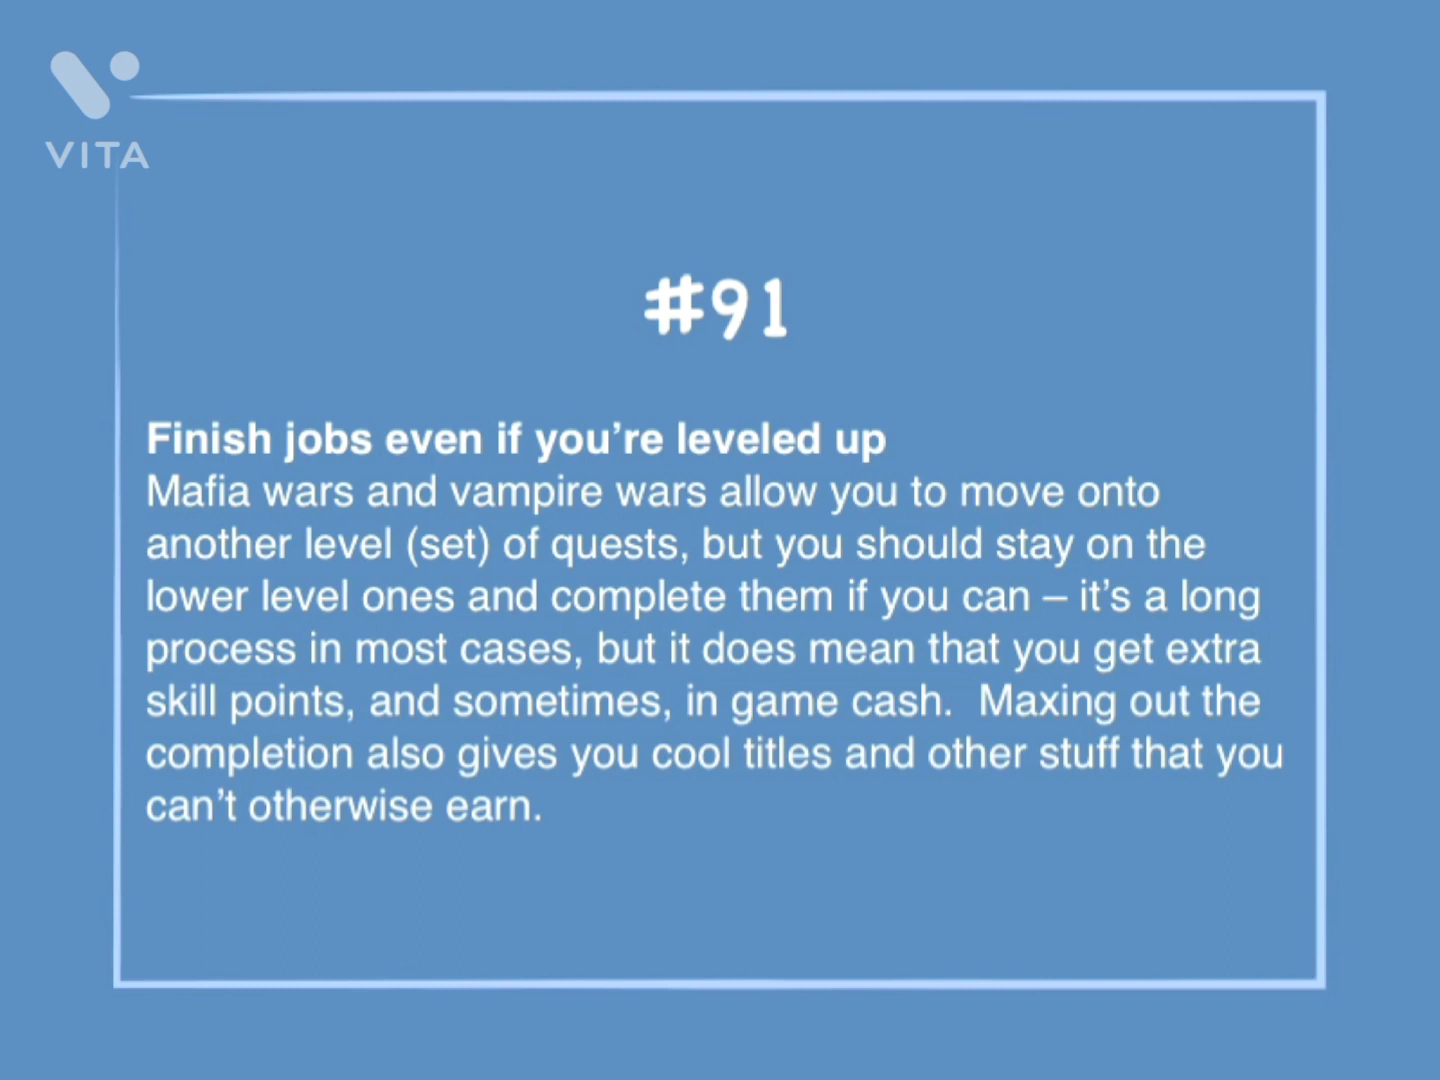 VITA
#91
Finish jobs even if you're leveled up
Mafia wars and vampire wars allow you to move onto
another level (set) of quests, but you should stay on the
lower level ones and complete them if you can – it's a long
process in most cases, but it does mean that you get extra
skill points, and sometimes, in game cash.  Maxing out the
completion also gives you cool titles and other stuff that you
can't otherwise earn.